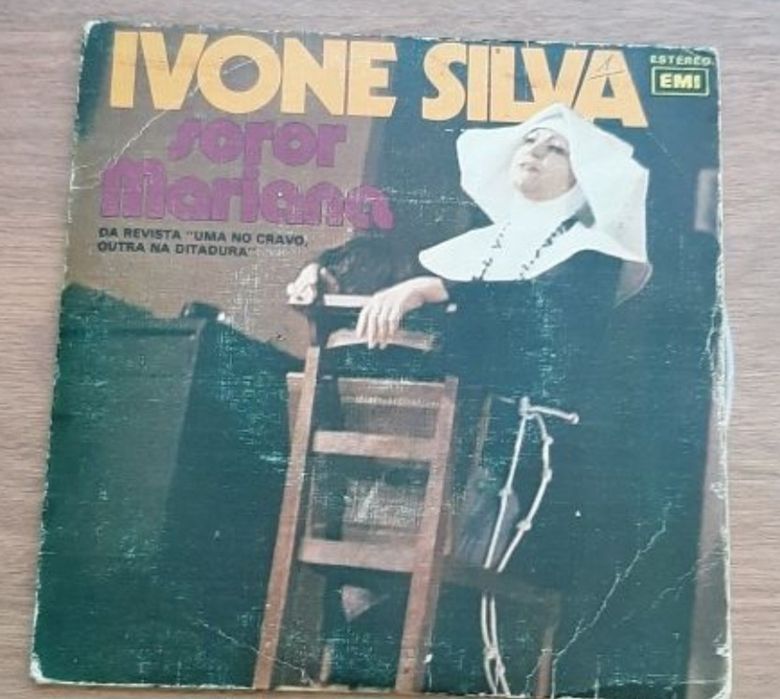 IVONE SILVA
ESTEREO
EMI
soror
Mariana
DA REVISTA "UMA NO CRAVO,
OUTRA NA DITADURA"